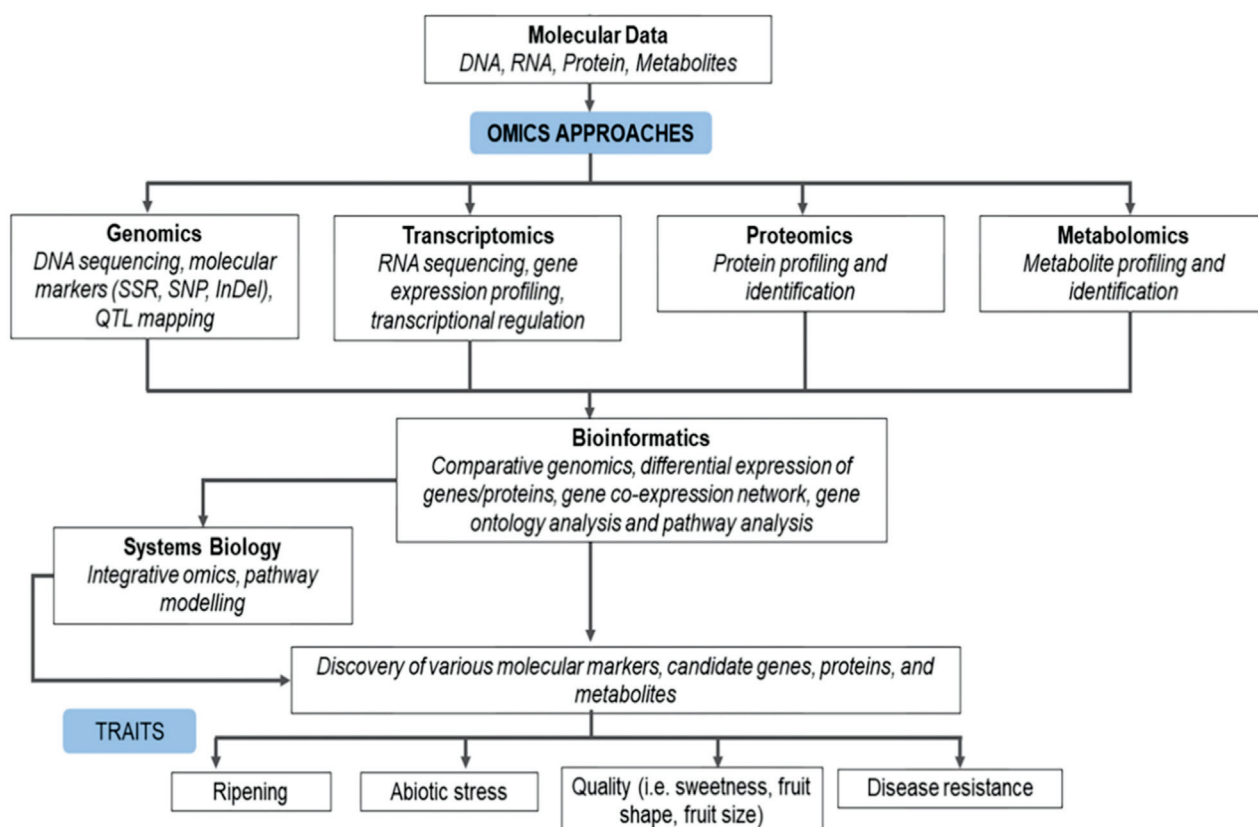 Molecular Data
DNA, RNA, Protein, Metabolites
OMICS APPROACHES
Genomics
DNA sequencing, molecular
markers (SSR, SNP, InDel),
QTL mapping
Transcriptomics
RNA sequencing, gene
expression profiling,
transcriptional regulation
Proteomics
Protein profiling and
identification
Metabolomics
Metabolite profiling and
identification
Bioinformatics
Comparative genomics, differential expression of
genes/proteins, gene co-expression network, gene
ontology analysis and pathway analysis
Systems Biology
Integrative omics, pathway
modelling
Discovery of various molecular markers, candidate genes, proteins, and
metabolites
TRAITS
Ripening
Abiotic stress
Quality (i.e. sweetness, fruit
shape, fruit size)
Disease resistance